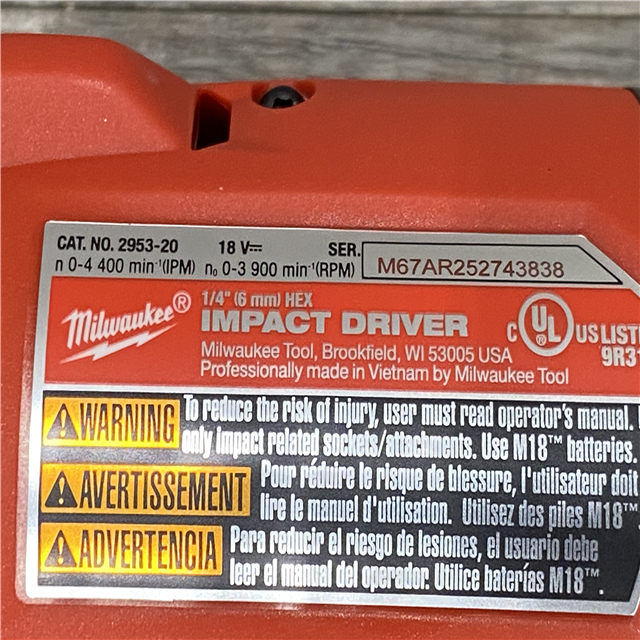 CAT. NO. 2953-20 18 V⎓ SER. M67AR252743838
n 0-4 400 min⁻¹(IPM) n₀ 0-3 900 min⁻¹(RPM)
Milwaukee®
1/4" (6 mm) HEX
IMPACT DRIVER
Milwaukee Tool, Brookfield, WI 53005 USA
Professionally made in Vietnam by Milwaukee Tool
C UL® US LIST
9R3
WARNING To reduce the risk of injury, user must read operator's manual.
only impact related sockets/attachments. Use M18™ batteries.
AVERTISSEMENT Pour réduire le risque de blessure, l'utilisateur doit
lire le manuel d'utilisation. Utilisez des piles M18™
ADVERTENCIA Para reducir el riesgo de lesiones, el usuario debe
leer el manual del operador. Utilice baterías M18™.